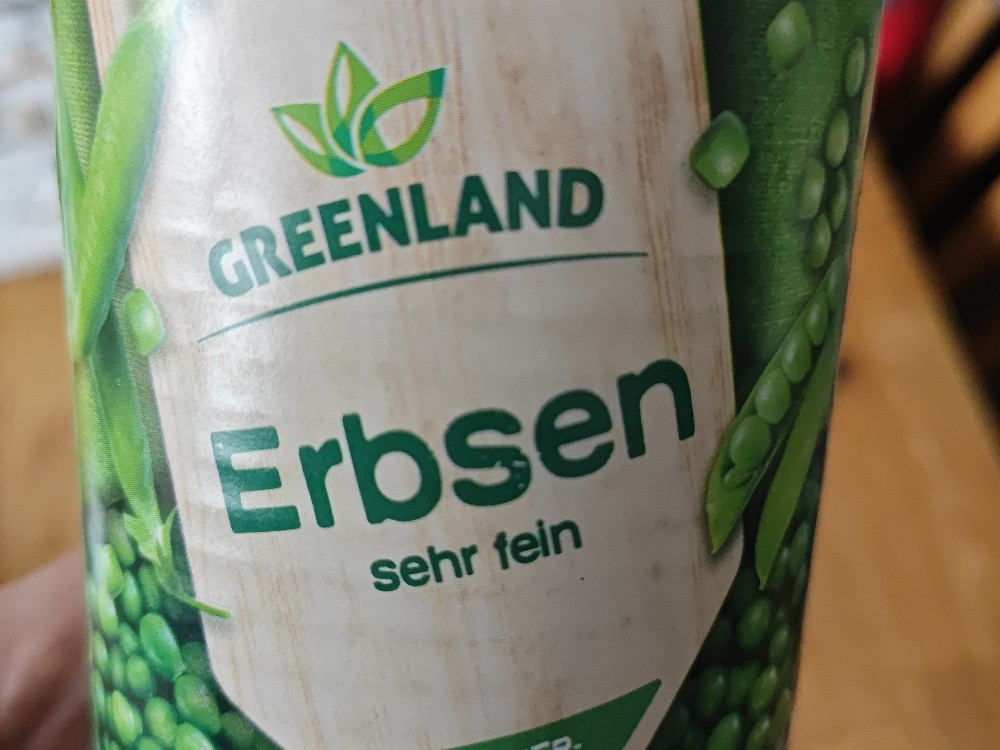 GREENLAND
Erbsen
sehr fein